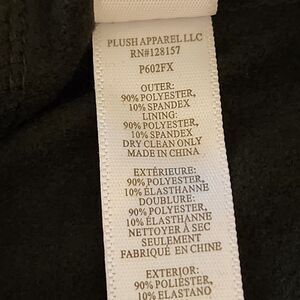 PLUSH APPAREL LLC
RN#128157
P602FX
OUTER:
90% POLYESTER,
10% SPANDEX
LINING:
90% POLYESTER,
10% SPANDEX
DRY CLEAN ONLY
MADE IN CHINA
EXTÉRIEURE:
90% POLYESTER,
10% ÉLASTHANNE
DOUBLURE:
90% POLYESTER,
10% ÉLASTHANNE
NETTOYER À SEC
SEULEMENT
FABRIQUÉ EN CHINE
EXTERIOR:
90% POLIÉSTER,
10% ELASTANO